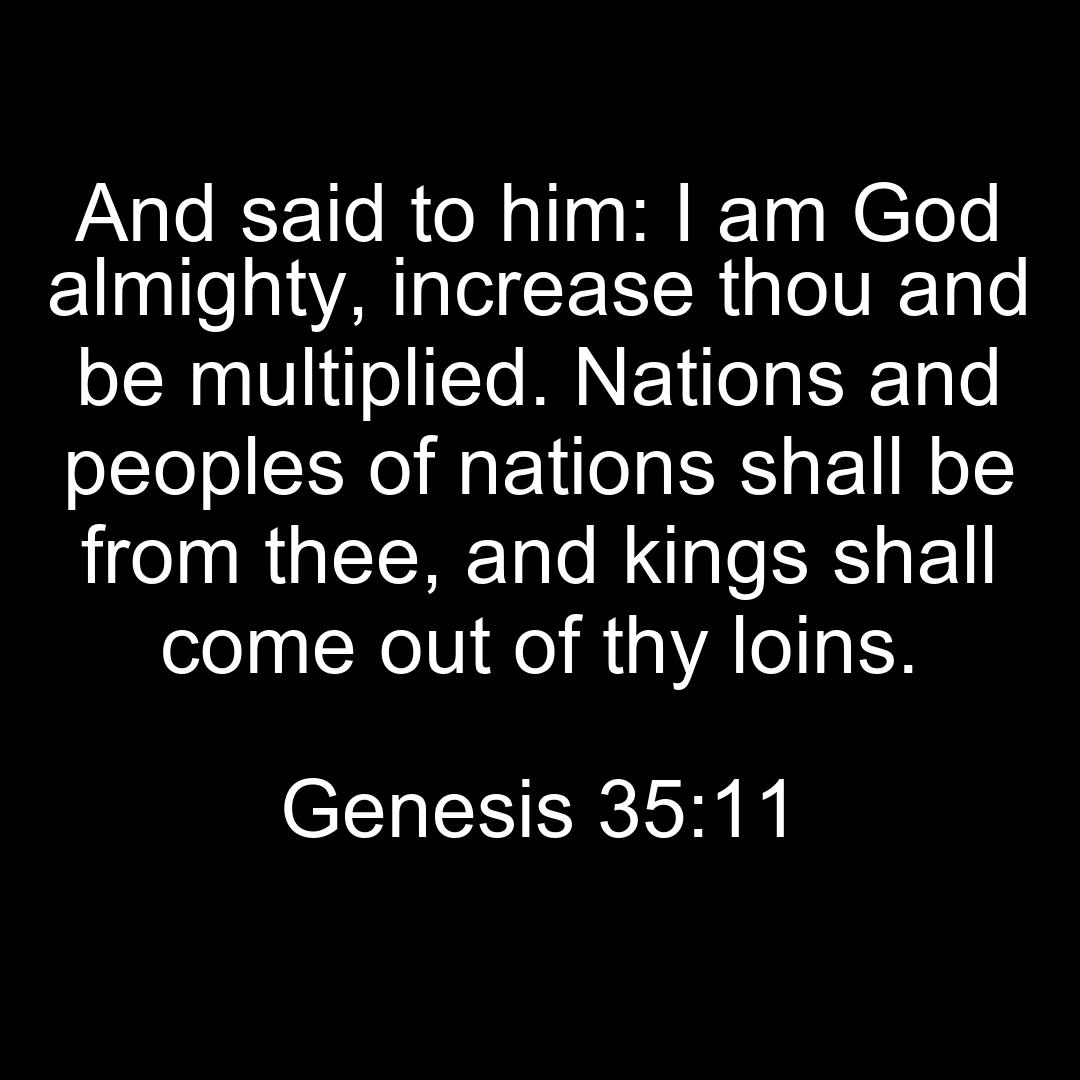 And said to him: I am God
almighty, increase thou and
be multiplied. Nations and
peoples of nations shall be
from thee, and kings shall
come out of thy loins.
Genesis 35:11